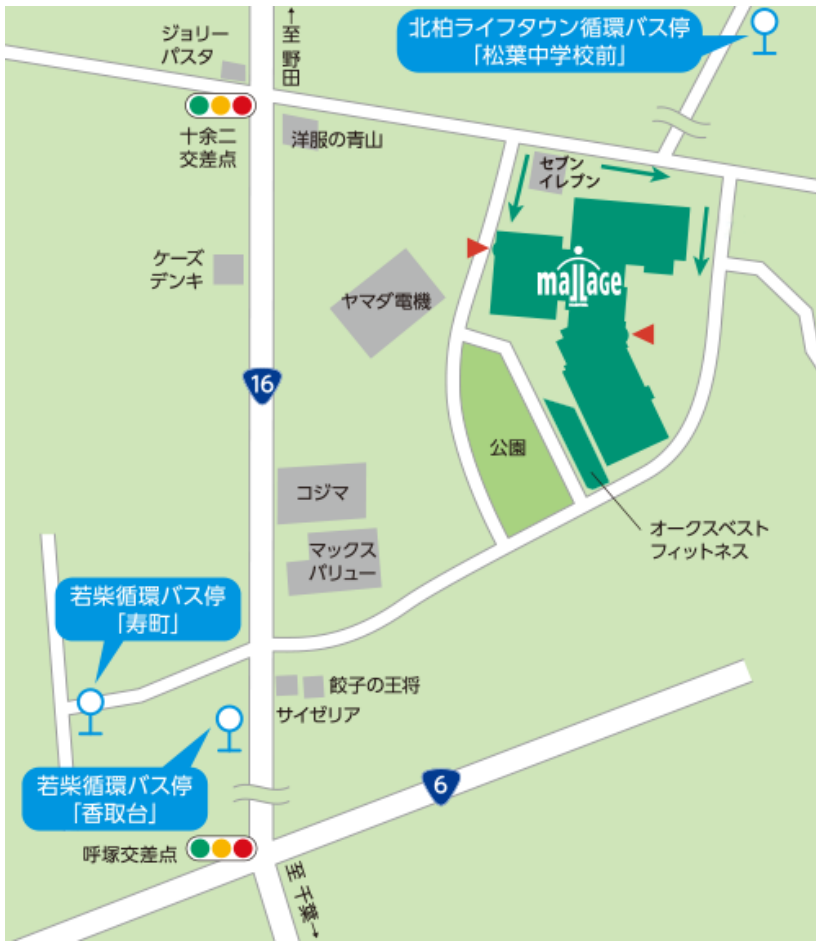 ←至 野田
北柏ライフタウン循環バス停
「松葉中学校前」
ジョリー
パスタ
十余二
交差点
洋服の青山
セブン
イレブン
ケーズ
デンキ
ヤマダ電機
mallage
16
公園
コジマ
マックス
バリュー
オークスベスト
フィットネス
若柴循環バス停
「寿町」
餃子の王将
サイゼリア
若柴循環バス停
「香取台」
6
呼塚交差点
至 千葉→